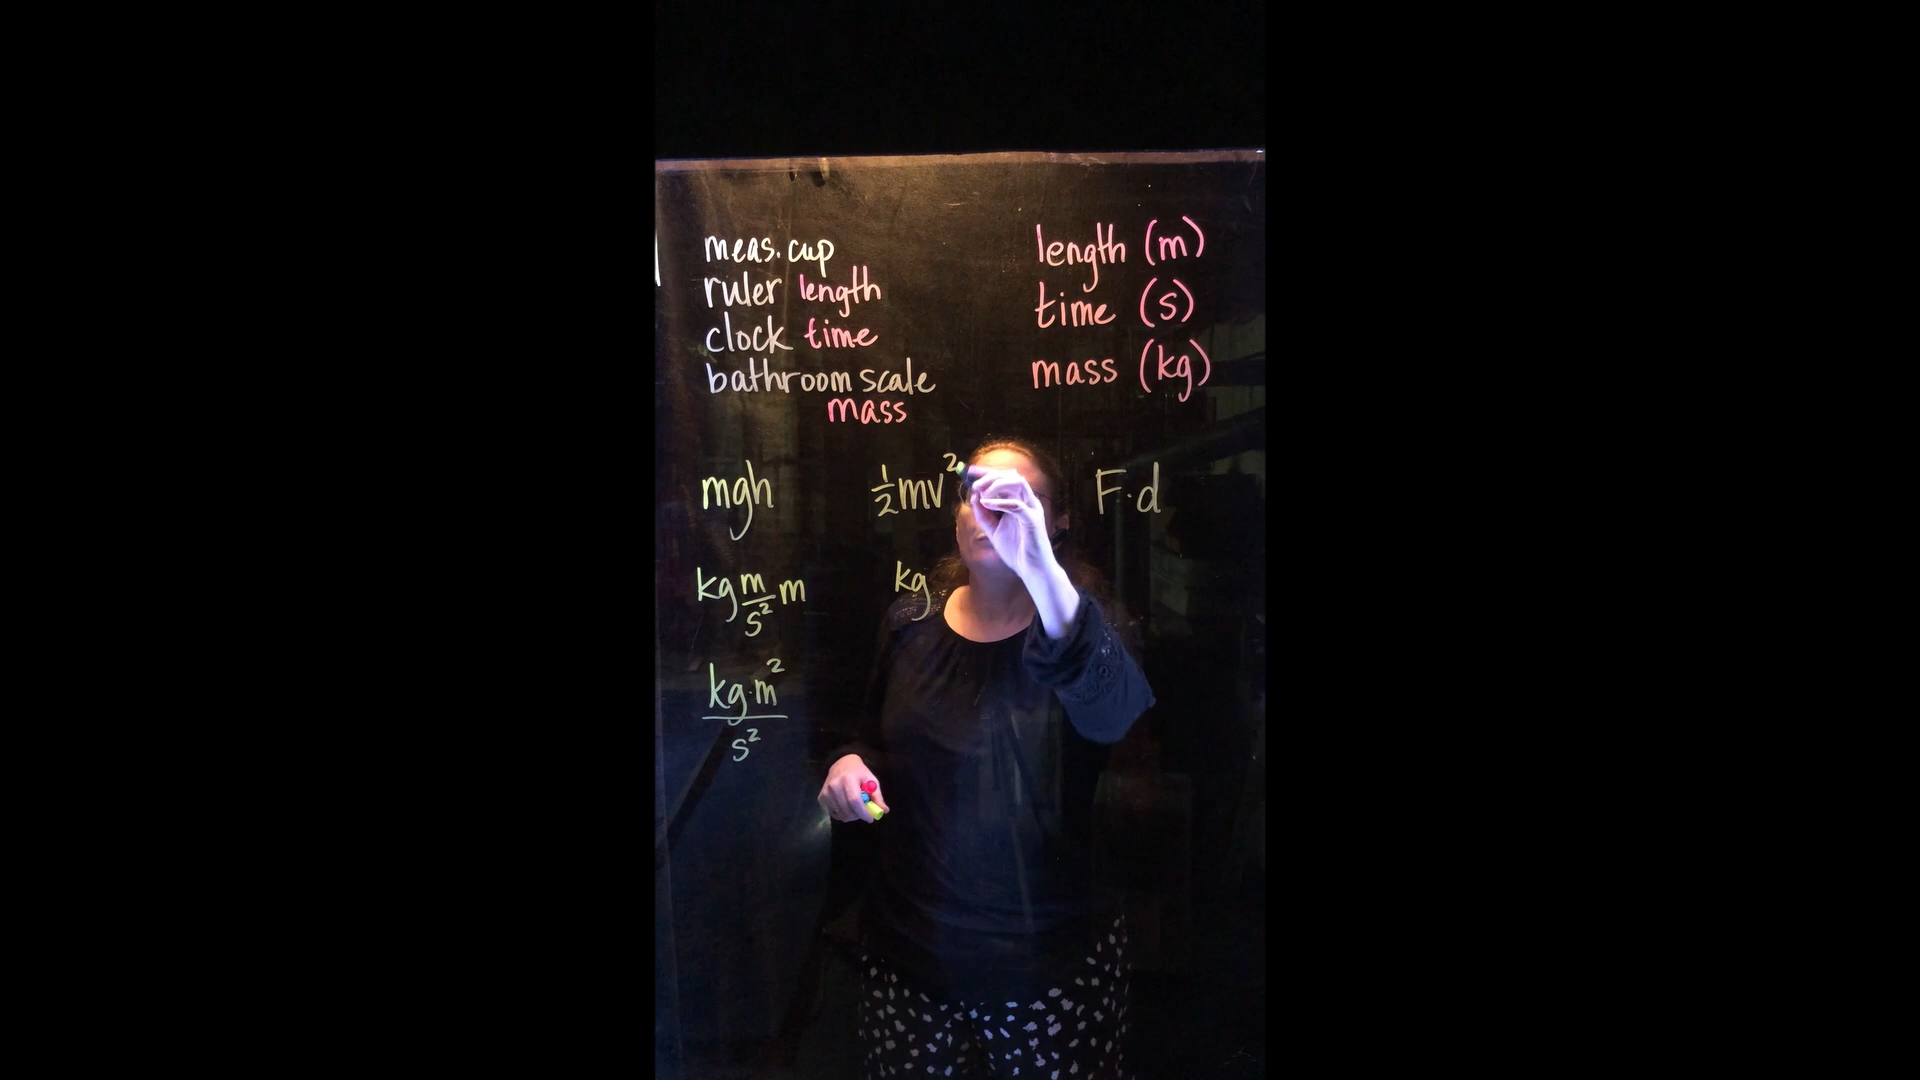 meas. cup
ruler length
clock time
bathroom scale
mass
length (m)
time (s)
mass (kg)
mgh
kg m/s² m
kg·m²/s²
½mv²
kg
F·d